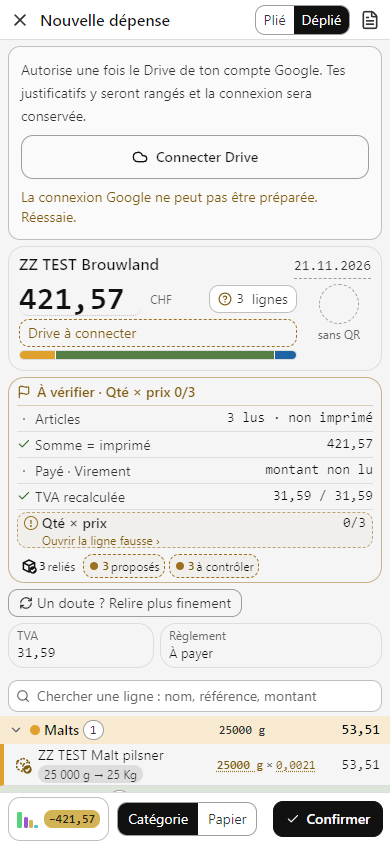 Nouvelle dépense
Plié Déplié
Autorise une fois le Drive de ton compte Google. Tes
justificatifs y seront rangés et la connexion sera
conservée.
Connecter Drive
La connexion Google ne peut pas être préparée.
Réessaie.
ZZ TEST Brouwland
21.11.2026
421,57 CHF
3 lignes
Drive à connecter
sans QR
À vérifier · Qté × prix 0/3
· Articles 3 lus · non imprimé
Somme = imprimé 421,57
· Payé · Virement montant non lu
TVA recalculée 31,59 / 31,59
Qté × prix 0/3
Ouvrir la ligne fausse ›
3 reliés 3 proposés 3 à contrôler
Un doute ? Relire plus finement
TVA
31,59
Règlement
À payer
Chercher une ligne : nom, référence, montant
Malts 1 25000 g 53,51
ZZ TEST Malt pilsner
25000 g × 0,0021 53,51
25 000 g → 25 Kg
−421,57
Catégorie Papier
Confirmer